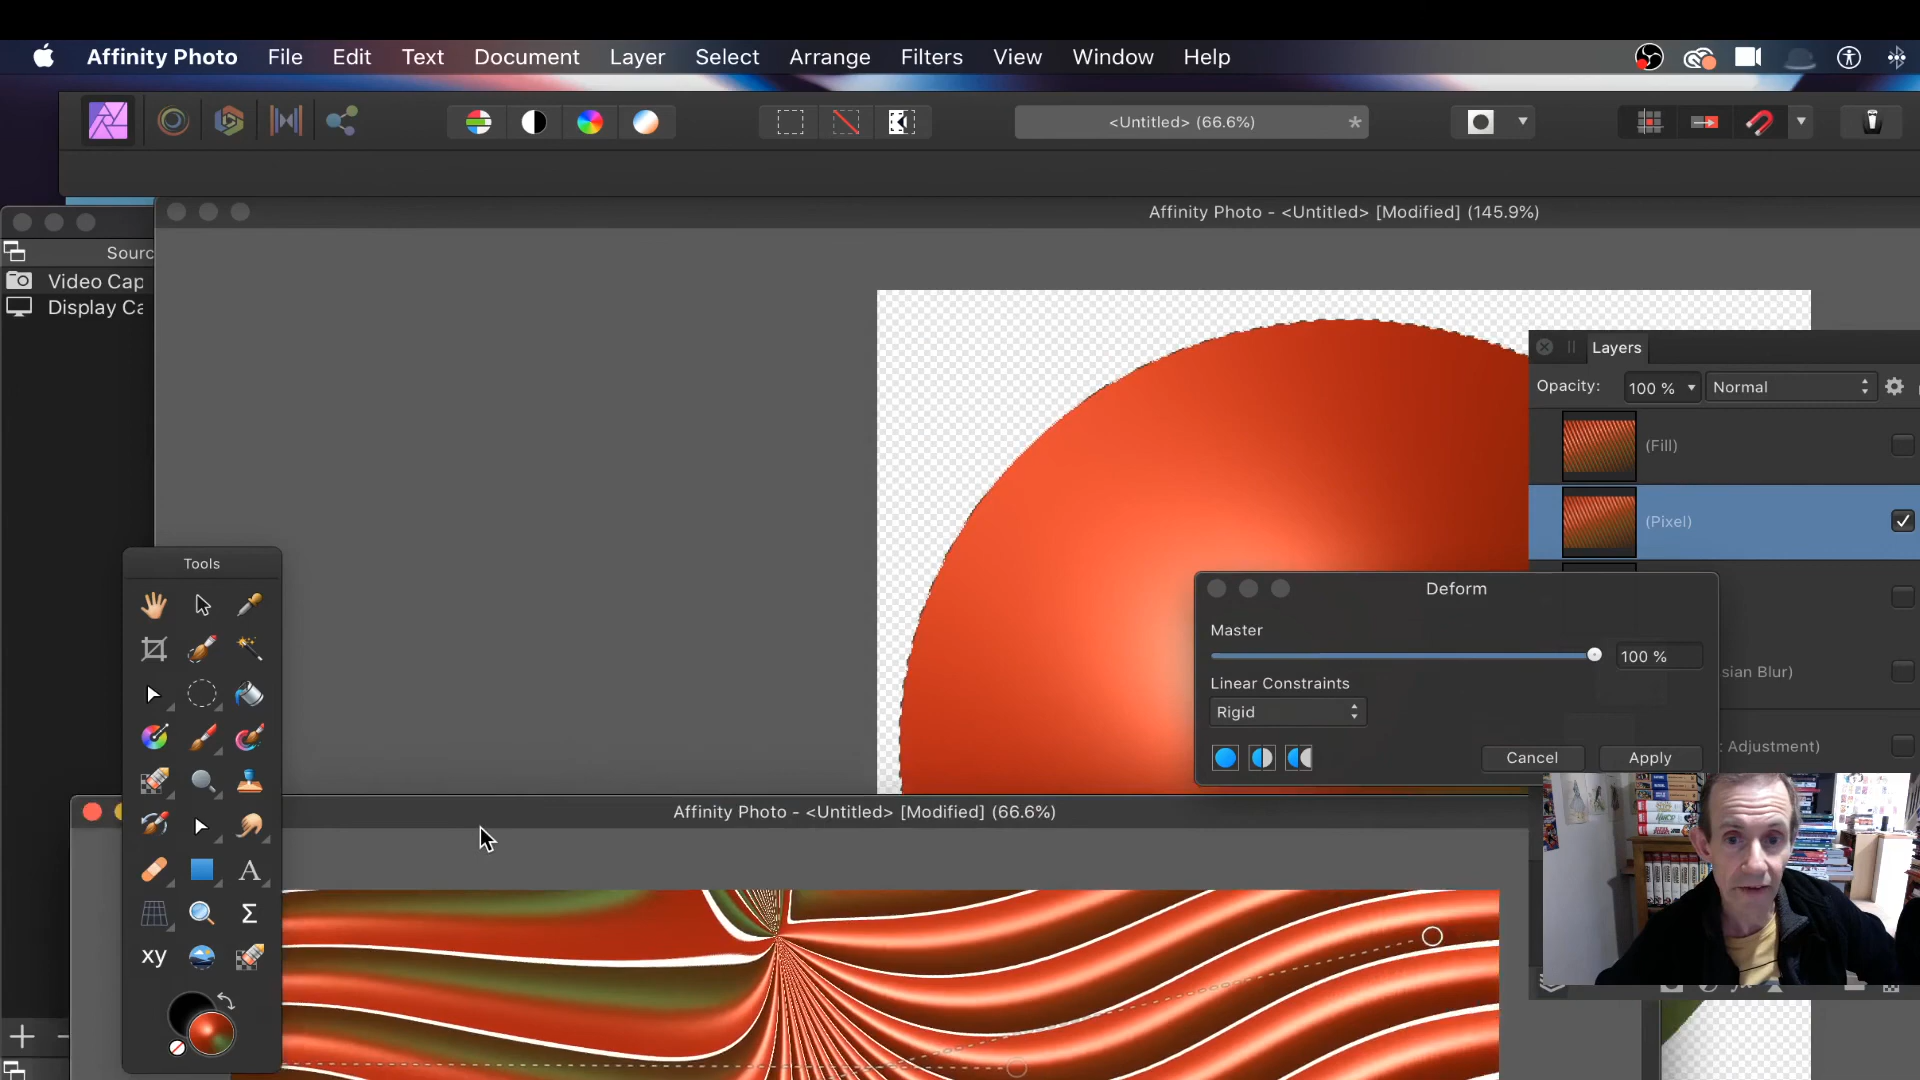 Affinity Photo File Edit Text Document Layer Select Arrange Filters View Window Help
<Untitled> (66.6%) *
Affinity Photo - <Untitled> [Modified] (145.9%)
Sourc
Video Cap
Display Ca
Layers
Opacity: 100 % Normal
(Fill)
(Pixel)
sian Blur)
Adjustment)
Tools
A
xy
Deform
Master
100 %
Linear Constraints
Rigid
Cancel Apply
Affinity Photo - <Untitled> [Modified] (66.6%)